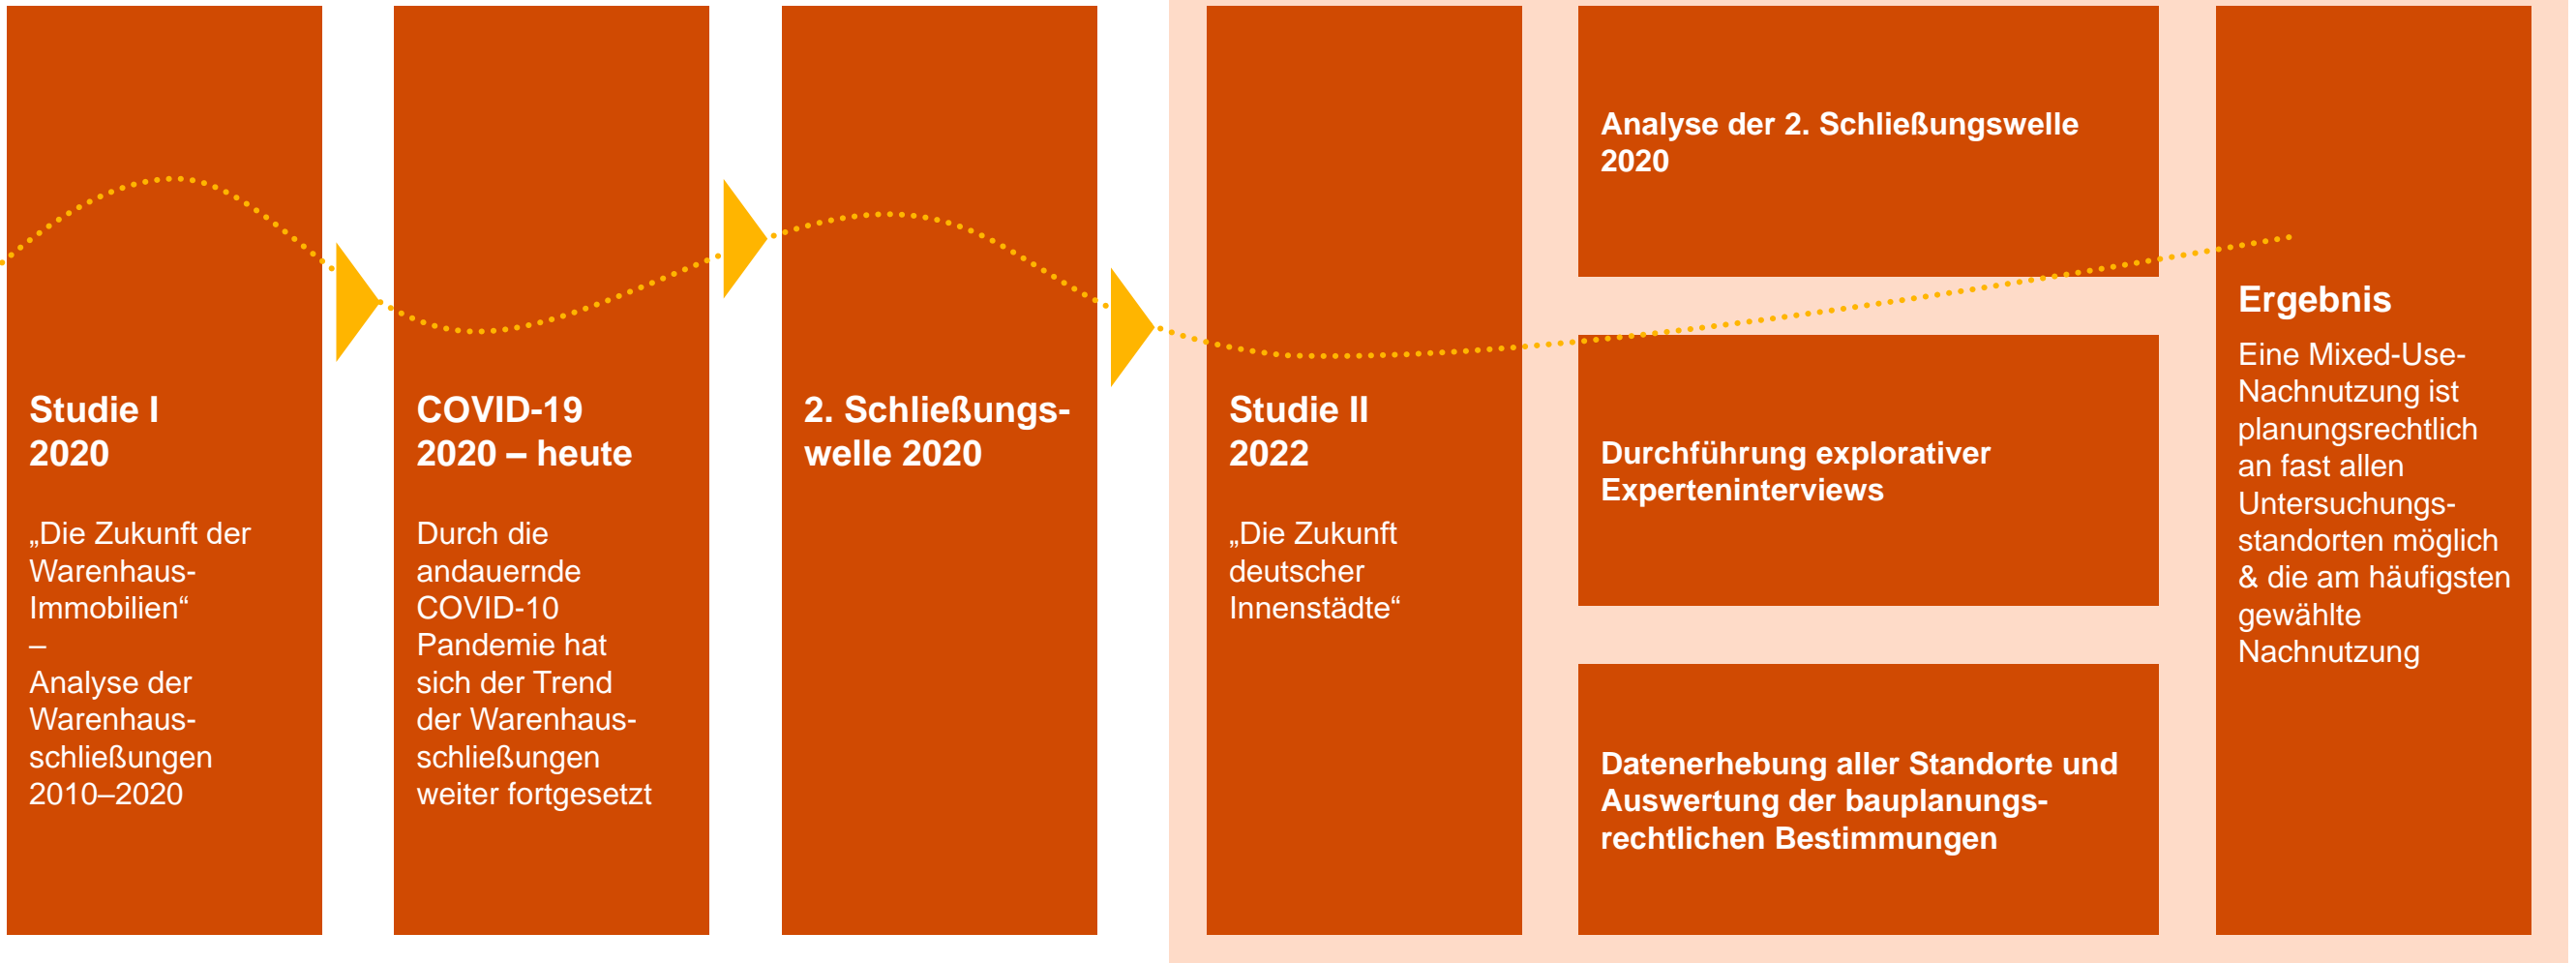 Studie I
2020
„Die Zukunft der
Warenhaus-
Immobilien“
–
Analyse der
Warenhaus-
schließungen
2010–2020
COVID-19
2020 – heute
Durch die
andauernde
COVID-10
Pandemie hat
sich der Trend
der Warenhaus-
schließungen
weiter fortgesetzt
2. Schließungs-
welle 2020
Studie II
2022
„Die Zukunft
deutscher
Innenstädte“
Analyse der 2. Schließungswelle
2020
Durchführung explorativer
Experteninterviews
Datenerhebung aller Standorte und
Auswertung der bauplanungs-
rechtlichen Bestimmungen
Ergebnis
Eine Mixed-Use-
Nachnutzung ist
planungsrechtlich
an fast allen
Untersuchungs-
standorten möglich
& die am häufigsten
gewählte
Nachnutzung